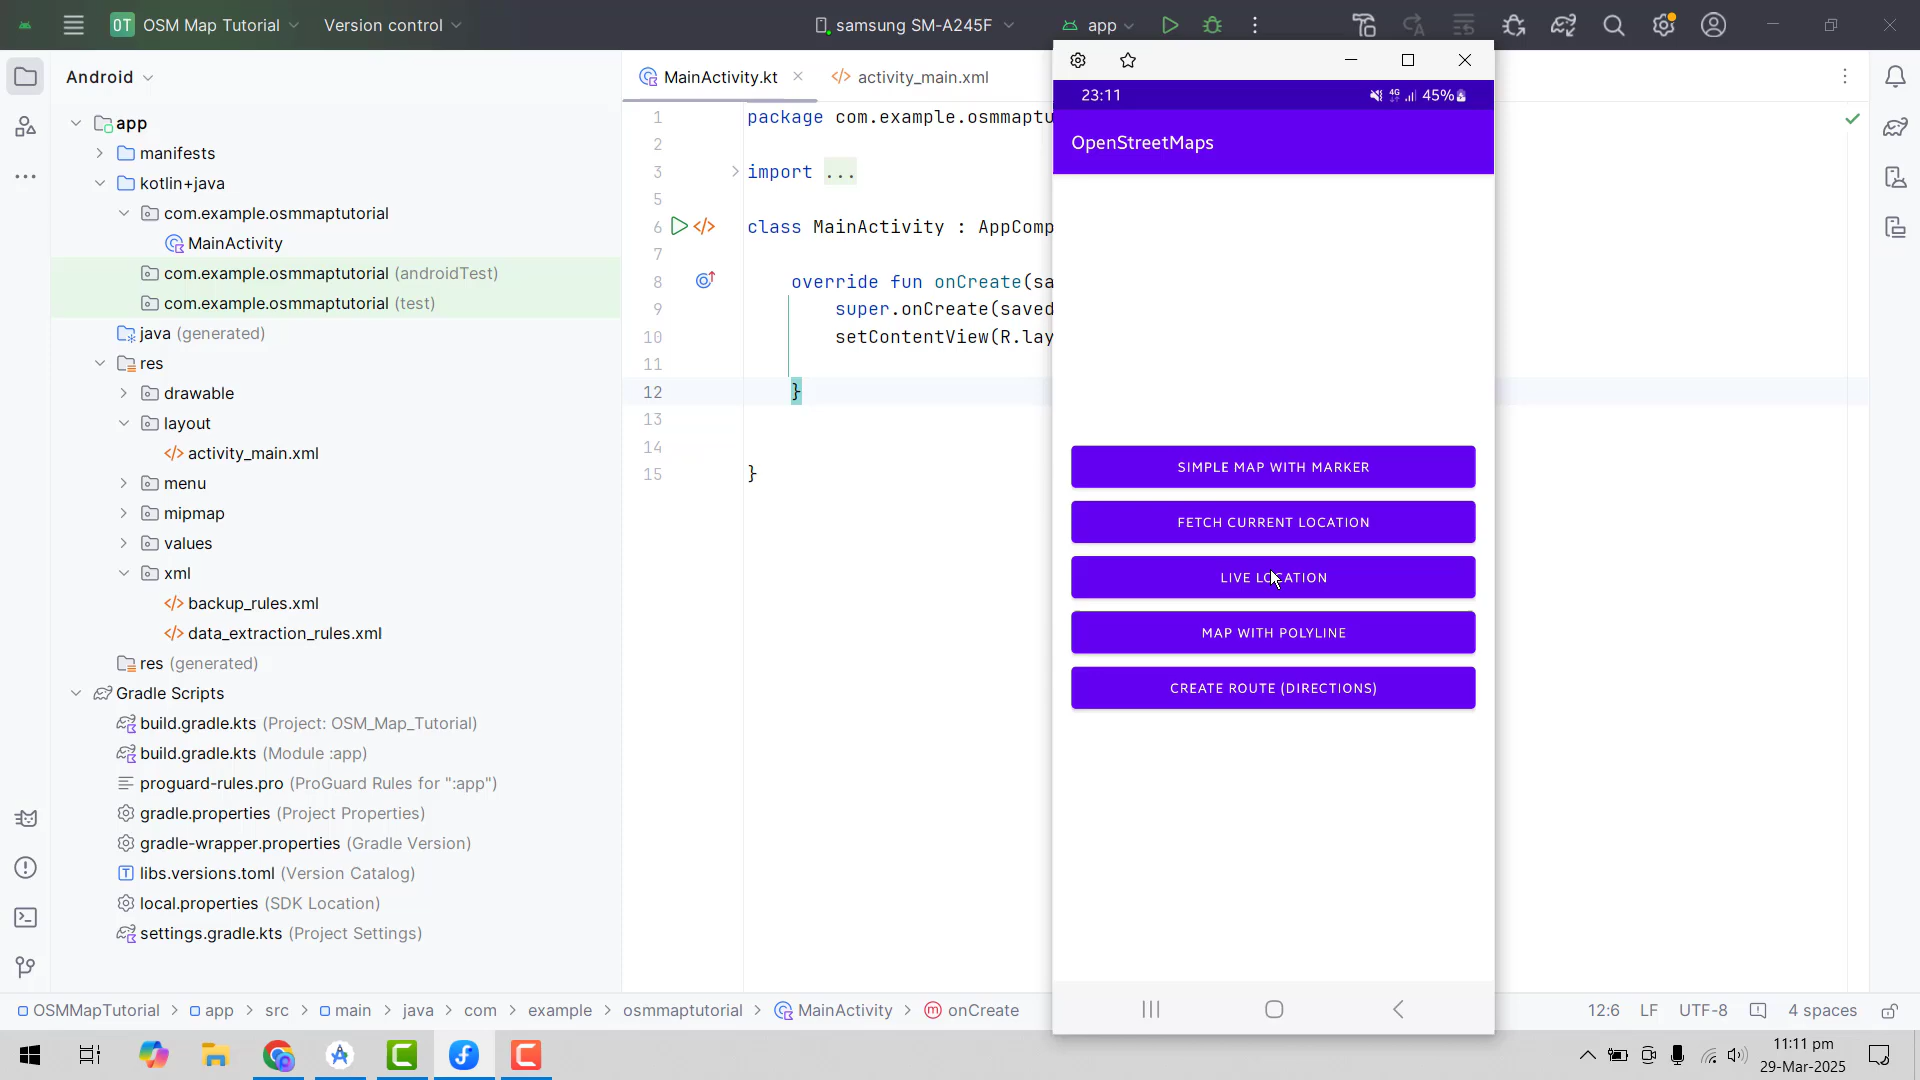 OT OSM Map Tutorial
Version control
samsung SM-A245F
app
Android
MainActivity.kt
activity_main.xml
app
manifests
kotlin+java
com.example.osmmaptutorial
MainActivity
com.example.osmmaptutorial (androidTest)
com.example.osmmaptutorial (test)
java (generated)
res
drawable
layout
activity_main.xml
menu
mipmap
values
xml
backup_rules.xml
data_extraction_rules.xml
res (generated)
Gradle Scripts
build.gradle.kts (Project: OSM_Map_Tutorial)
build.gradle.kts (Module :app)
proguard-rules.pro (ProGuard Rules for ":app")
gradle.properties (Project Properties)
gradle-wrapper.properties (Gradle Version)
libs.versions.toml (Version Catalog)
local.properties (SDK Location)
settings.gradle.kts (Project Settings)
1 package com.example.osmmaptu
2
3 import ...
5
6 class MainActivity : AppComp
7
8 override fun onCreate(sa
9 super.onCreate(saved
10 setContentView(R.lay
11
12 }
13
14
15 }
23:11
4G 45%
OpenStreetMaps
SIMPLE MAP WITH MARKER
FETCH CURRENT LOCATION
LIVE LOCATION
MAP WITH POLYLINE
CREATE ROUTE (DIRECTIONS)
OSMMapTutorial > app > src > main > java > com > example > osmmaptutorial > MainActivity > onCreate
12:6 LF UTF-8 4 spaces
11:11 pm
29-Mar-2025